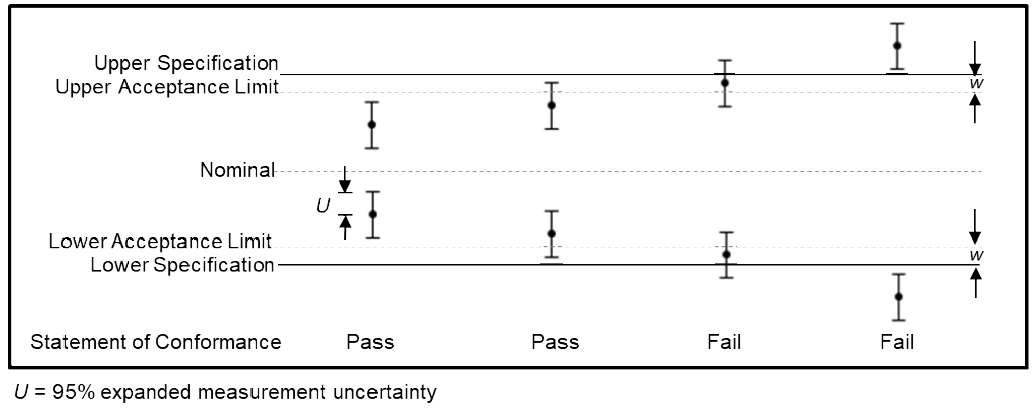 Upper Specification
Upper Acceptance Limit
w
Nominal
U
Lower Acceptance Limit
Lower Specification
w
Statement of Conformance Pass Pass Fail Fail
U = 95% expanded measurement uncertainty